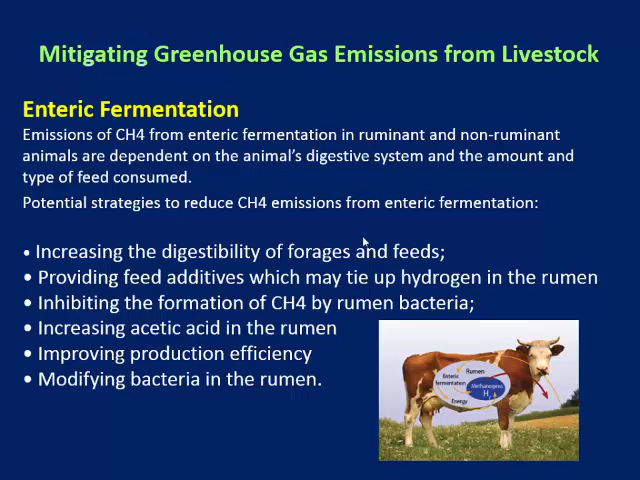 Mitigating Greenhouse Gas Emissions from Livestock
Enteric Fermentation
Emissions of CH4 from enteric fermentation in ruminant and non-ruminant
animals are dependent on the animal's digestive system and the amount and
type of feed consumed.
Potential strategies to reduce CH4 emissions from enteric fermentation:
• Increasing the digestibility of forages and feeds;
• Providing feed additives which may tie up hydrogen in the rumen
• Inhibiting the formation of CH4 by rumen bacteria;
• Increasing acetic acid in the rumen
• Improving production efficiency
• Modifying bacteria in the rumen.
Rumen
Enteric
fermentation
Methanogens
H
Energy